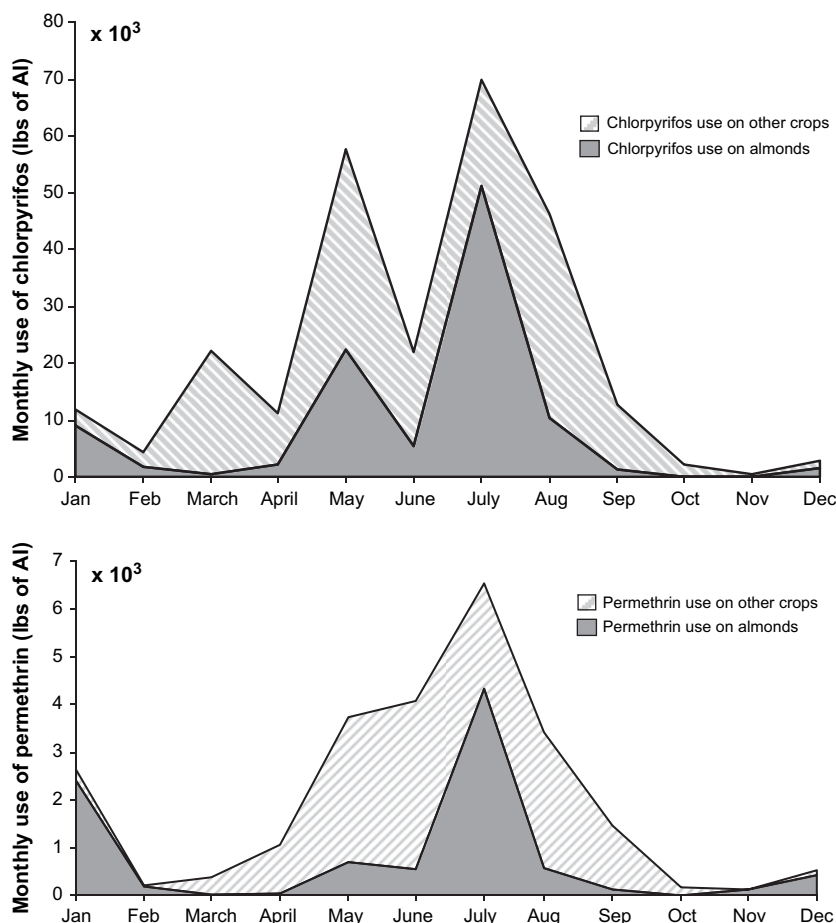 Monthly use of chlorpyrifos (lbs of AI)
x 10³
80
70
60
50
40
30
20
10
0
Chlorpyrifos use on other crops
Chlorpyrifos use on almonds
Jan Feb March April May June July Aug Sep Oct Nov Dec
Monthly use of permethrin (lbs of AI)
x 10³
7
6
5
4
3
2
1
0
Permethrin use on other crops
Permethrin use on almonds
Jan Feb March April May June July Aug Sep Oct Nov Dec